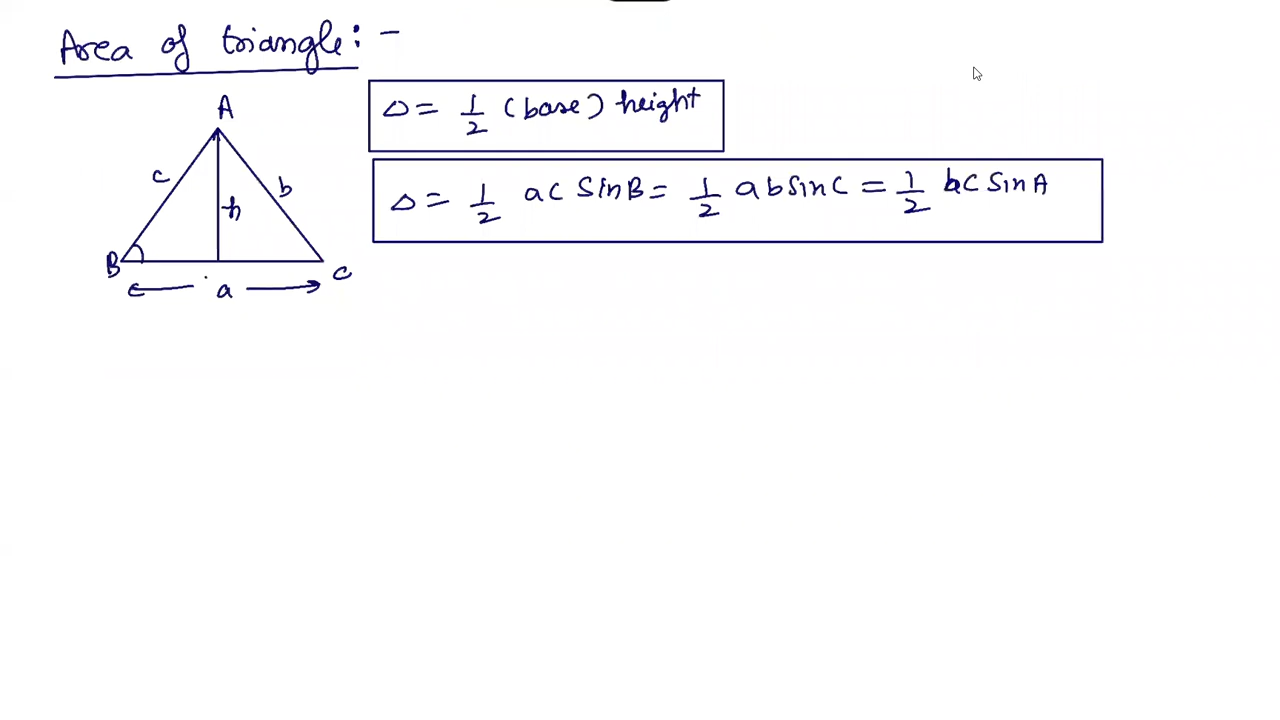 Area of triangle: -
A
Δ = 1/2 (base) height
c
b
Δ = 1/2 ac sinB = 1/2 ab sinC = 1/2 bc sinA
h
B
C
a